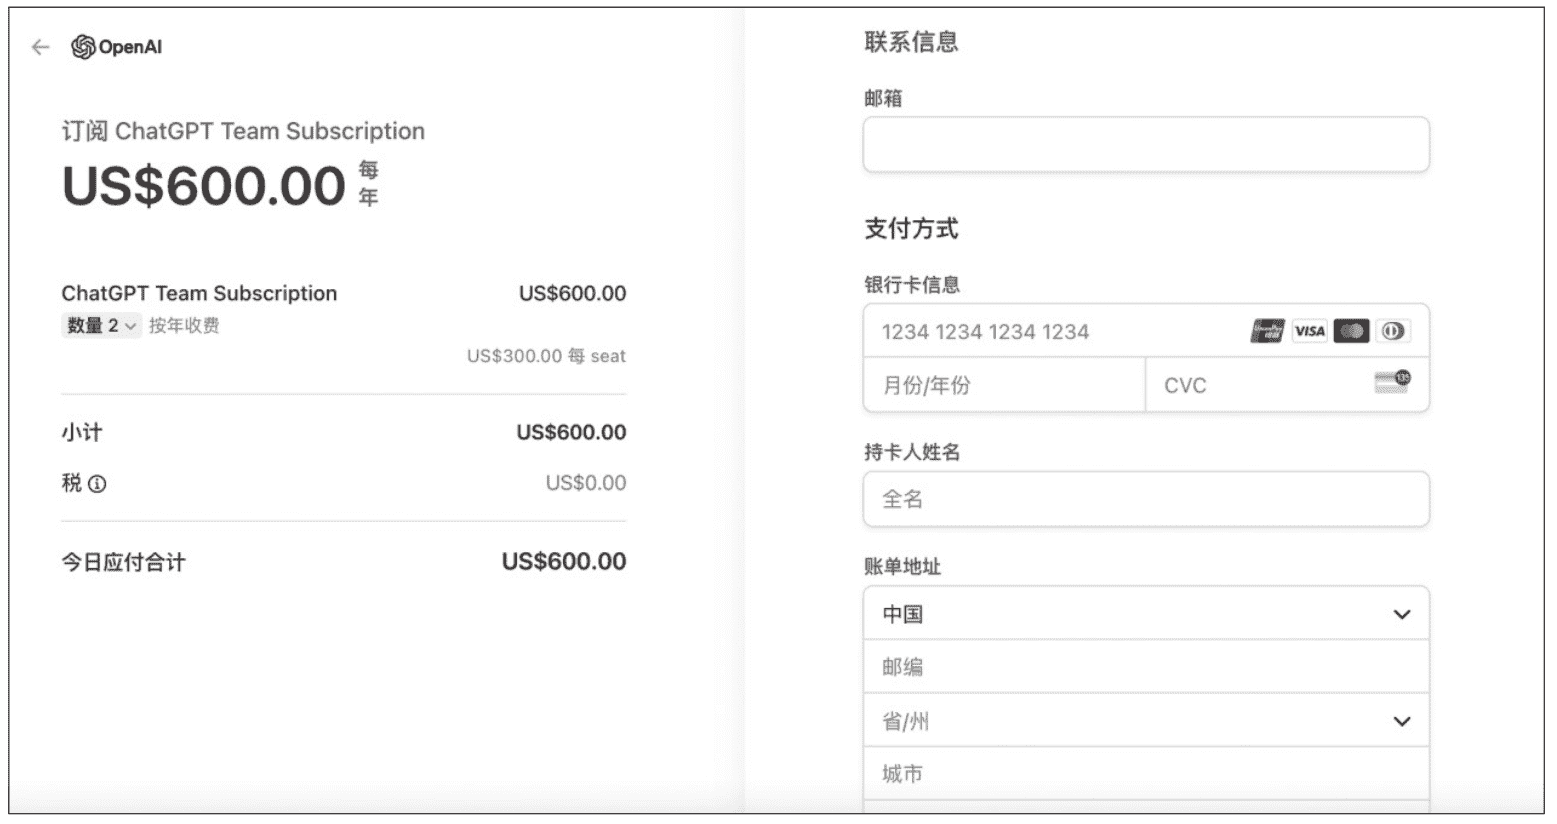 OpenAI
订阅 ChatGPT Team Subscription
US$600.00 每年
ChatGPT Team Subscription US$600.00
数量 2 按年收费
US$300.00 每 seat
小计 US$600.00
税 US$0.00
今日应付合计 US$600.00
联系信息
邮箱
支付方式
银行卡信息
1234 1234 1234 1234 VISA
月份/年份 CVC 135
持卡人姓名
全名
账单地址
中国
邮编
省/州
城市